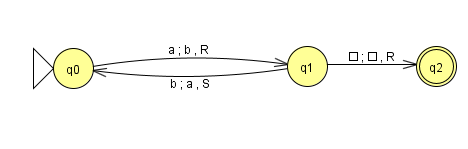 a ; b , R
q0
q1
□ ; □ , R
q2
b ; a , S